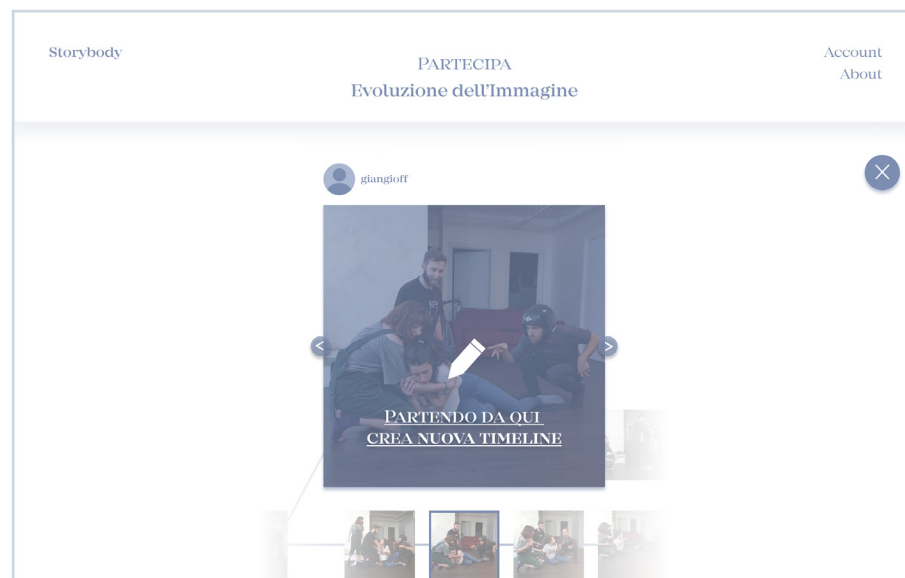 Storybody
PARTECIPA
Evoluzione dell'Immagine
Account
About
giangioff
<
>
PARTENDO DA QUI
CREA NUOVA TIMELINE